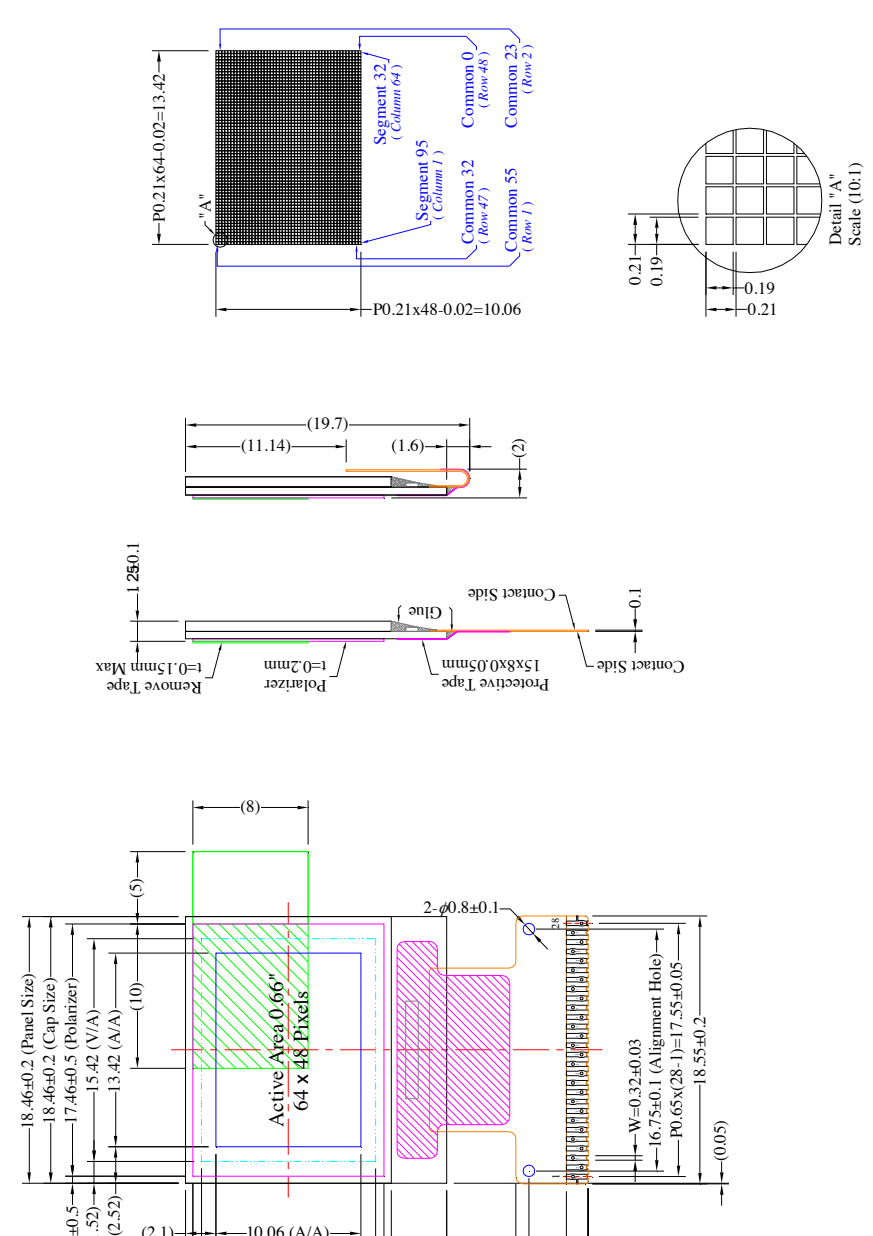 P0.21x64-0.02=13.42
"A"
Segment 32
( Column 64 )
Common 0
( Row 48 )
Common 23
( Row 2 )
Segment 95
( Column 1 )
Common 32
( Row 47 )
Common 55
( Row 1 )
P0.21x48-0.02=10.06
0.21
0.19
0.19
0.21
Detail "A"
Scale (10:1)
(19.7)
(11.14)
(1.6)
(2)
1.25±0.1
Remove Tape
t=0.15mm Max
Polarizer
t=0.2mm
Glue
Protective Tape
15x8x0.05mm
Contact Side
Contact Side
0.1
(8)
(5)
(10)
18.46±0.2 (Panel Size)
18.46±0.2 (Cap Size)
17.46±0.5 (Polarizer)
15.42 (V/A)
13.42 (A/A)
Active Area 0.66"
64 x 48 Pixels
2-ϕ0.8±0.1
28
1
W=0.32±0.03
16.75±0.1 (Alignment Hole)
P0.65x(28-1)=17.55±0.05
18.55±0.2
(0.05)
±0.5
.52)
(2.52)
(2.1)
10.06 (A/A)